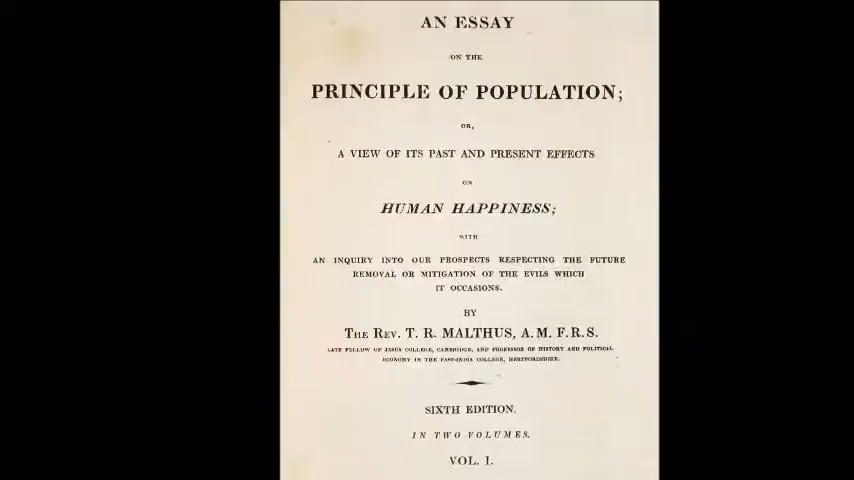 AN ESSAY
ON THE
PRINCIPLE OF POPULATION;
OR,
A VIEW OF ITS PAST AND PRESENT EFFECTS
ON
HUMAN HAPPINESS;
WITH
AN INQUIRY INTO OUR PROSPECTS RESPECTING THE FUTURE
REMOVAL OR MITIGATION OF THE EVILS WHICH
IT OCCASIONS.
BY
THE REV. T. R. MALTHUS, A.M. F.R.S.
LATE FELLOW OF JESUS COLLEGE, CAMBRIDGE, AND PROFESSOR OF HISTORY AND POLITICAL
ECONOMY IN THE EAST-INDIA COLLEGE, HERTFORDSHIRE.
SIXTH EDITION.
IN TWO VOLUMES.
VOL. I.